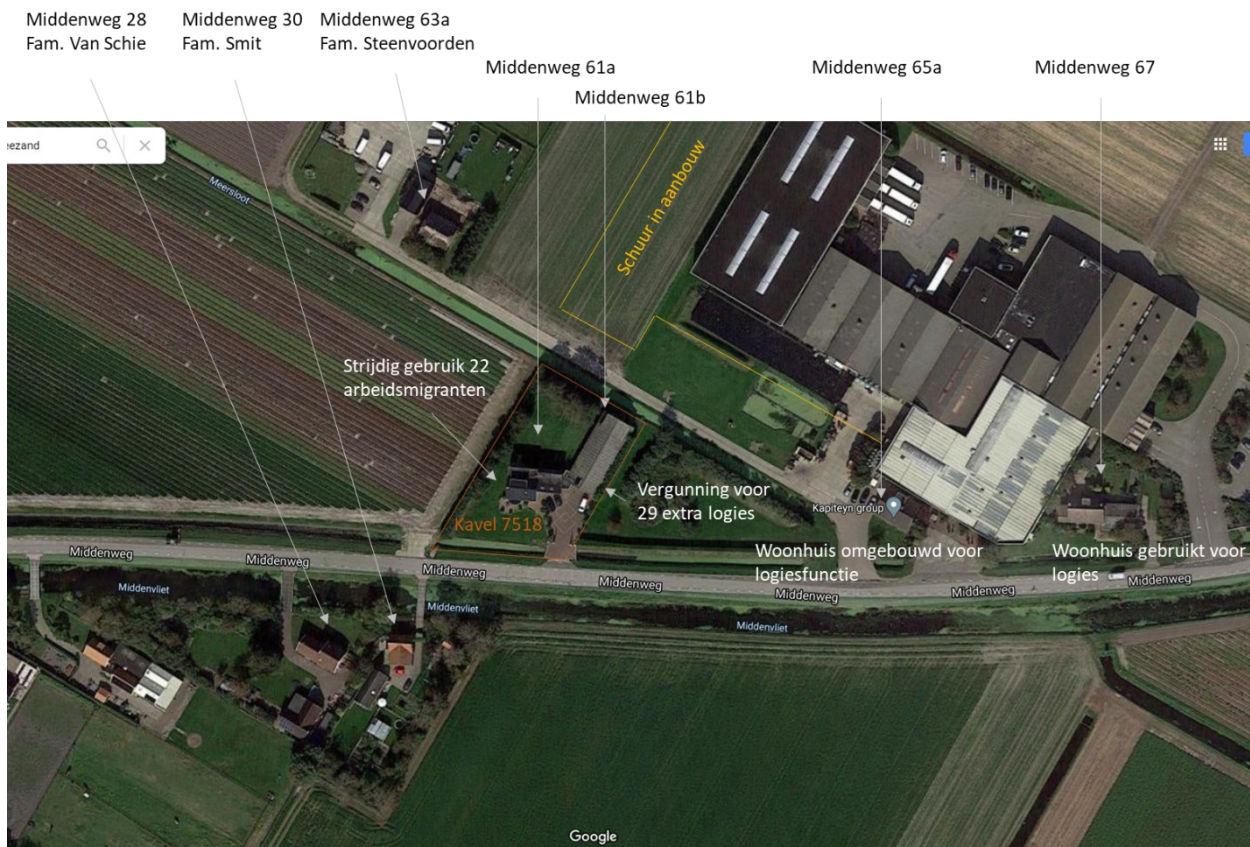 Middenweg 28
Fam. Van Schie
Middenweg 30
Fam. Smit
Middenweg 63a
Fam. Steenvoorden
Middenweg 61a
Middenweg 61b
Middenweg 65a
Middenweg 67
eezand
Meersloot
Schuur in aanbouw
Strijdig gebruik 22
arbeidsmigranten
Kavel 7518
Vergunning voor
29 extra logies
Kapiteyn group
Woonhuis omgebouwd voor
logiesfunctie
Woonhuis gebruikt voor
logies
Middenweg
Middenweg
Middenweg
Middenweg
Middenweg
Middenweg
Middenweg
Middenvliet
Middenvliet
Middenvliet
Google